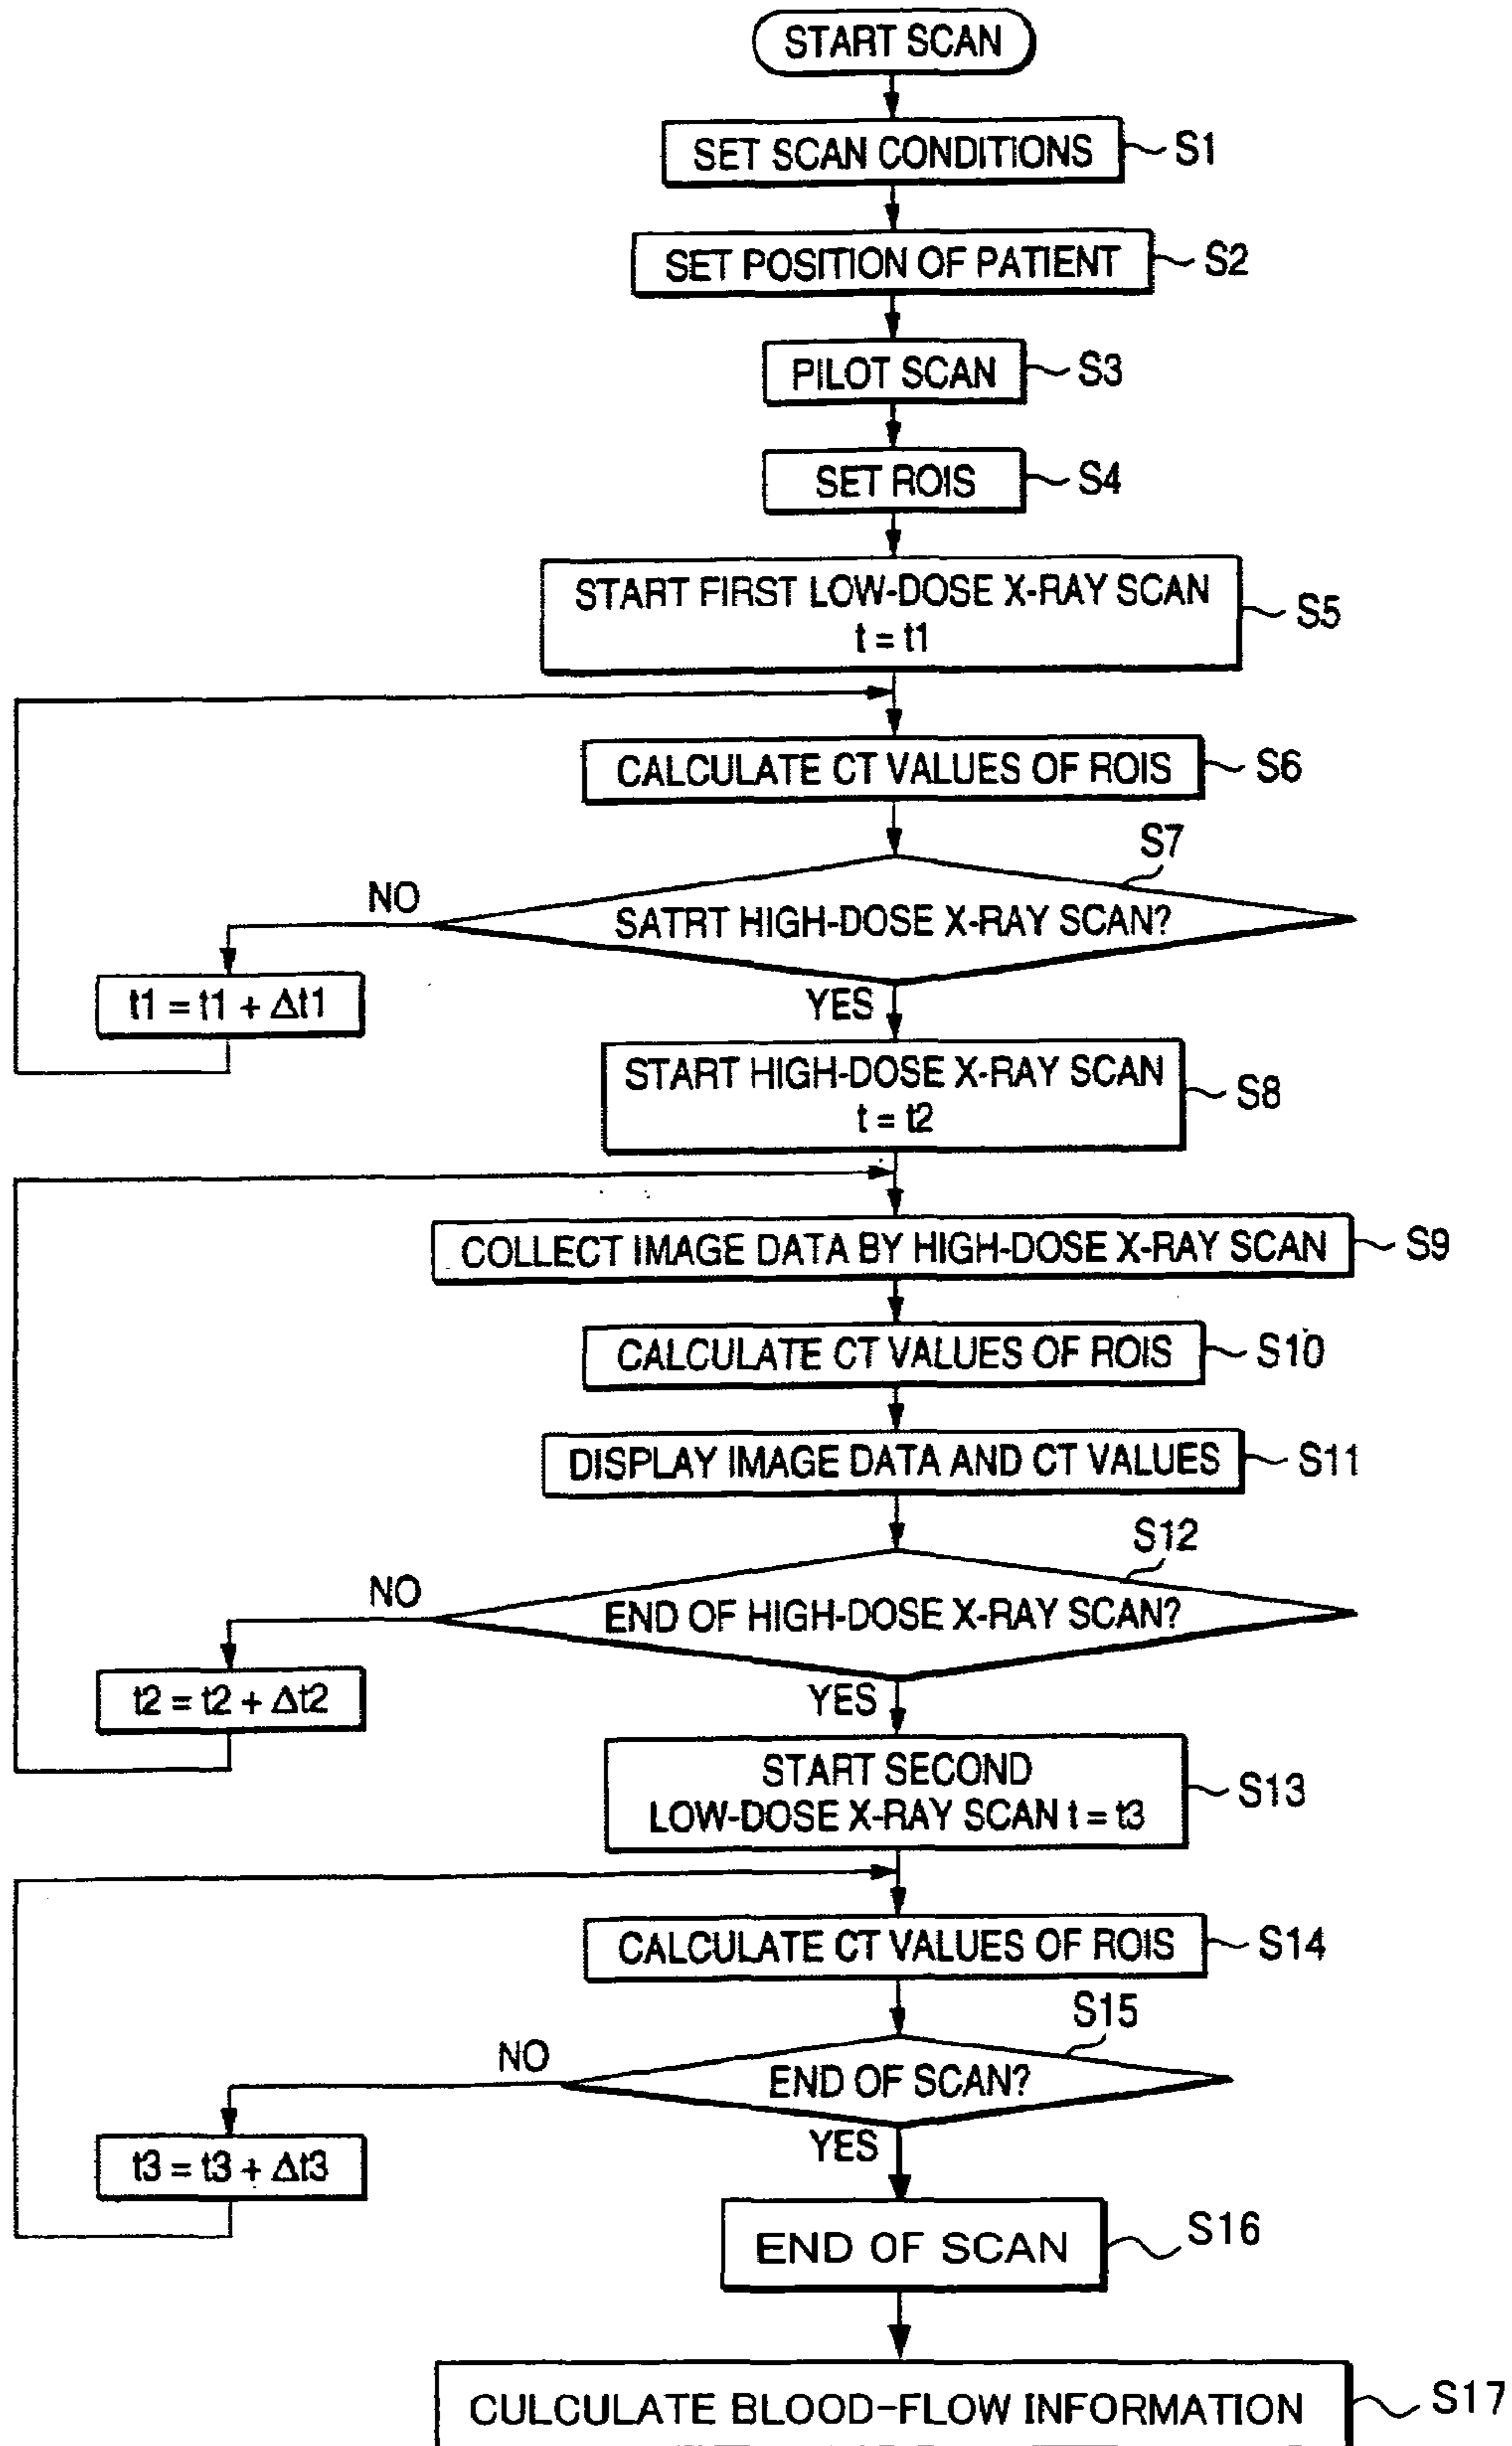 START SCAN
SET SCAN CONDITIONS
S1
SET POSITION OF PATIENT
S2
PILOT SCAN
S3
SET ROIS
S4
START FIRST LOW-DOSE X-RAY SCAN
t = t1
S5
CALCULATE CT VALUES OF ROIS
S6
S7
NO
SATRT HIGH-DOSE X-RAY SCAN?
t1 = t1 + Δt1
YES
START HIGH-DOSE X-RAY SCAN
t = t2
S8
COLLECT IMAGE DATA BY HIGH-DOSE X-RAY SCAN
S9
CALCULATE CT VALUES OF ROIS
S10
DISPLAY IMAGE DATA AND CT VALUES
S11
S12
NO
END OF HIGH-DOSE X-RAY SCAN?
t2 = t2 + Δt2
YES
START SECOND
LOW-DOSE X-RAY SCAN t = t3
S13
CALCULATE CT VALUES OF ROIS
S14
S15
NO
END OF SCAN?
t3 = t3 + Δt3
YES
END OF SCAN
S16
CULCULATE BLOOD-FLOW INFORMATION
S17